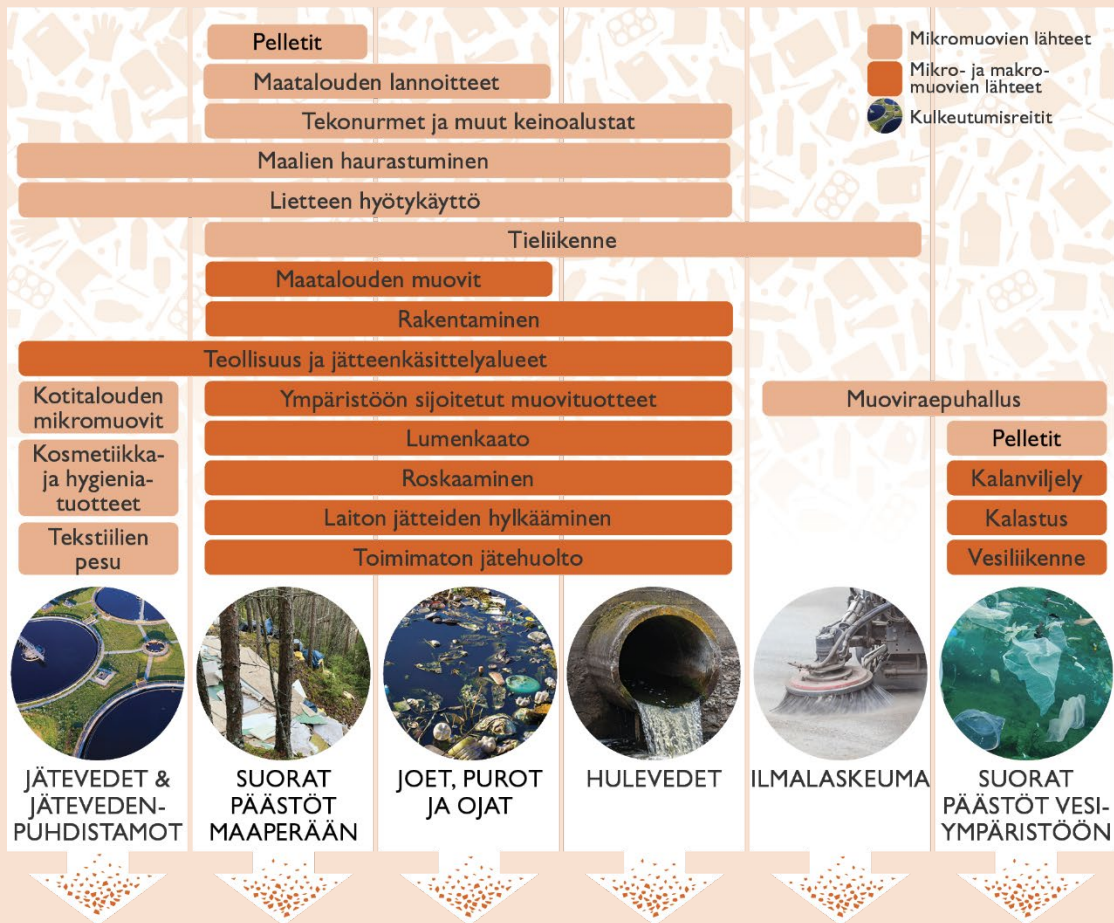 Pelletit
Mikromuovien lähteet
Maatalouden lannoitteet
Mikro- ja makro-
muovien lähteet
Tekonurmet ja muut keinoalustat
Kulkeutumisreitit
Maalien haurastuminen
Lietteen hyötykäyttö
Tieliikenne
Maatalouden muovit
Rakentaminen
Teollisuus ja jätteenkäsittelyalueet
Kotitalouden
mikromuovit
Ympäristöön sijoitetut muovituotteet
Muoviraepuhallus
Kosmetiikka-
ja hygienia-
tuotteet
Lumenkaato
Pelletit
Roskaaminen
Kalanviljely
Laiton jätteiden hylkääminen
Kalastus
Tekstiilien
pesu
Toimimaton jätehuolto
Vesiliikenne
JÄTEVEDET &
JÄTEVEDEN-
PUHDISTAMOT
SUORAT
PÄÄSTÖT
MAAPERÄÄN
JOET, PUROT
JA OJAT
HULEVEDET
ILMALASKEUMA
SUORAT
PÄÄSTÖT VESI-
YMPÄRISTÖÖN